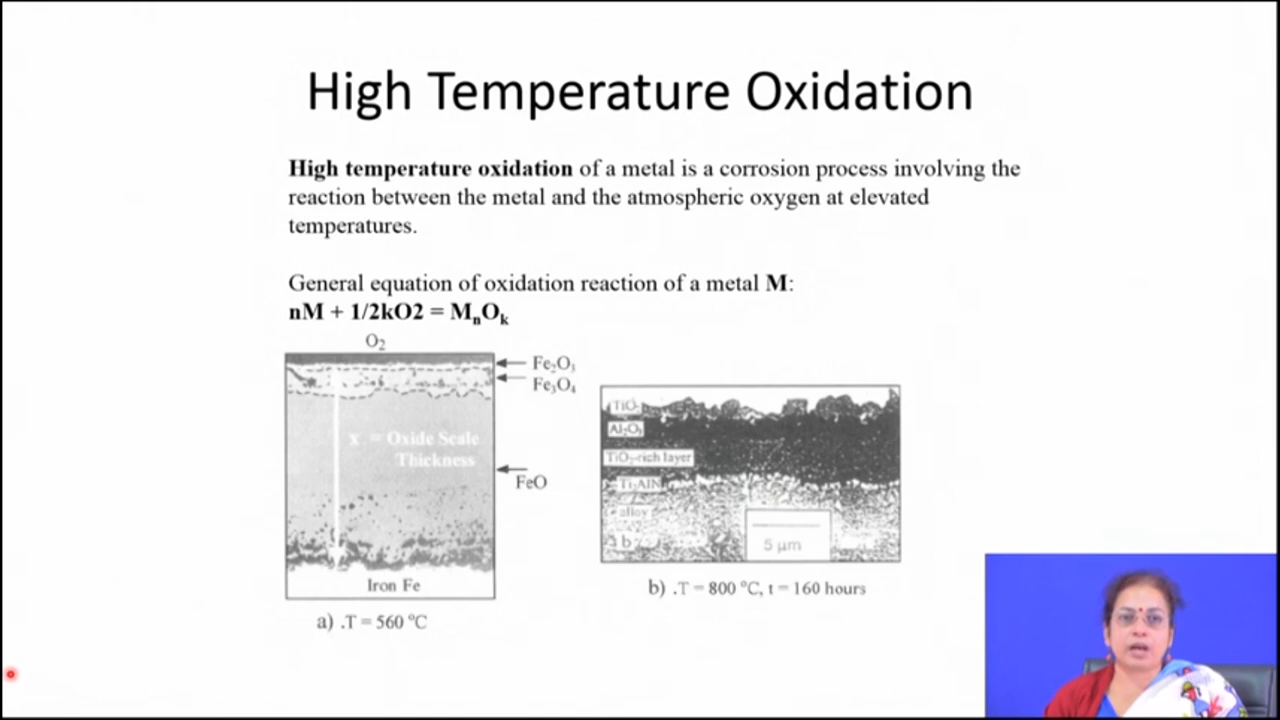 High Temperature Oxidation
High temperature oxidation of a metal is a corrosion process involving the
reaction between the metal and the atmospheric oxygen at elevated
temperatures.
General equation of oxidation reaction of a metal M:
nM + 1/2kO2 = MₙOₖ
O₂
Fe₂O₃
Fe₃O₄
x = Oxide Scale
Thickness
FeO
Iron Fe
a) .T = 560 °C
TiO₂
Al₂O₃
TiO₂-rich layer
Ti-AlN
alloy
b
5 μm
b) .T = 800 °C, t = 160 hours